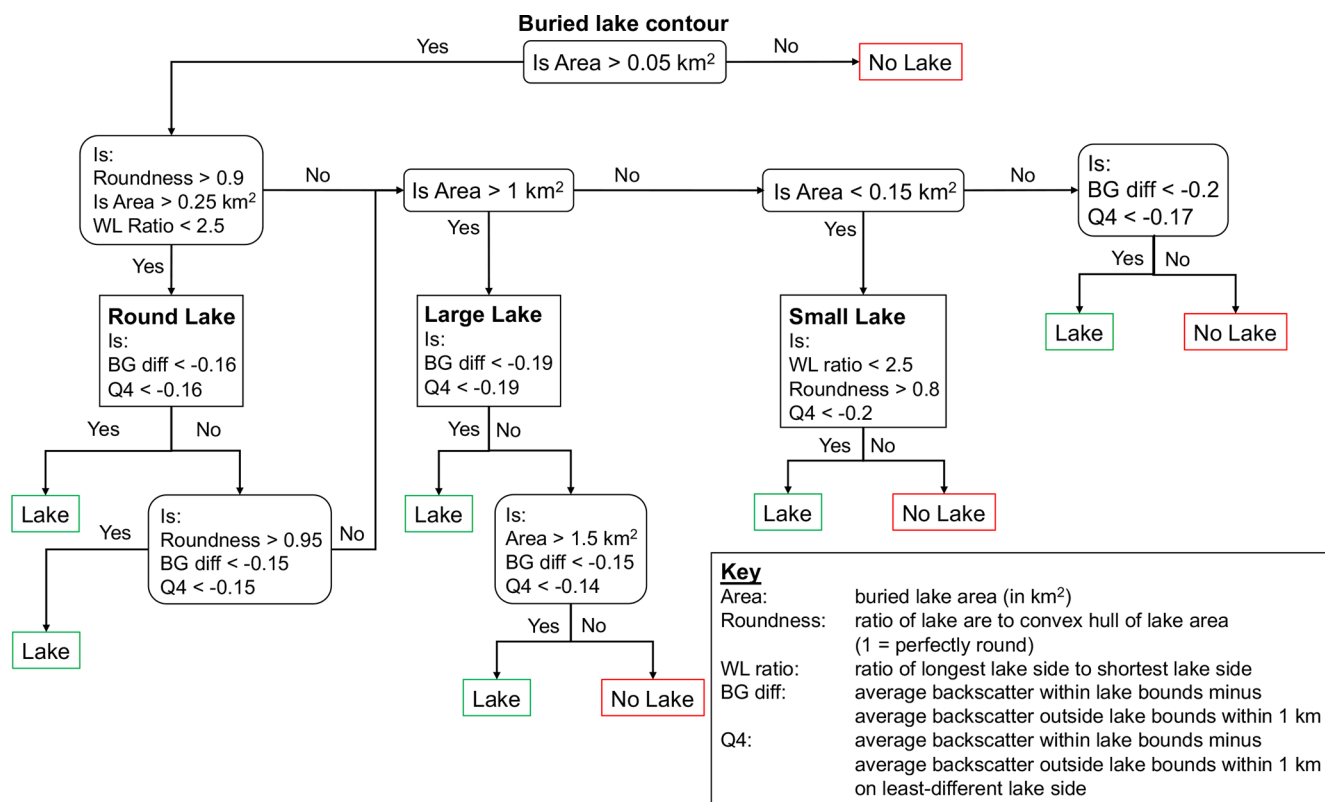 Buried lake contour
Is Area > 0.05 km²
Yes
No
No Lake
Is:
Roundness > 0.9
Is Area > 0.25 km²
WL Ratio < 2.5
No
Yes
Is Area > 1 km²
No
Yes
Is Area < 0.15 km²
No
Yes
Is:
BG diff < -0.2
Q4 < -0.17
Yes
No
Lake
No Lake
Round Lake
Is:
BG diff < -0.16
Q4 < -0.16
Yes
No
Lake
Is:
Roundness > 0.95
BG diff < -0.15
Q4 < -0.15
Yes
No
Lake
Large Lake
Is:
BG diff < -0.19
Q4 < -0.19
Yes
No
Lake
Is:
Area > 1.5 km²
BG diff < -0.15
Q4 < -0.14
Yes
No
Lake
No Lake
Small Lake
Is:
WL ratio < 2.5
Roundness > 0.8
Q4 < -0.2
Yes
No
Lake
No Lake
Key
Area: buried lake area (in km²)
Roundness: ratio of lake are to convex hull of lake area
(1 = perfectly round)
WL ratio: ratio of longest lake side to shortest lake side
BG diff: average backscatter within lake bounds minus
average backscatter outside lake bounds within 1 km
Q4: average backscatter within lake bounds minus
average backscatter outside lake bounds within 1 km
on least-different lake side